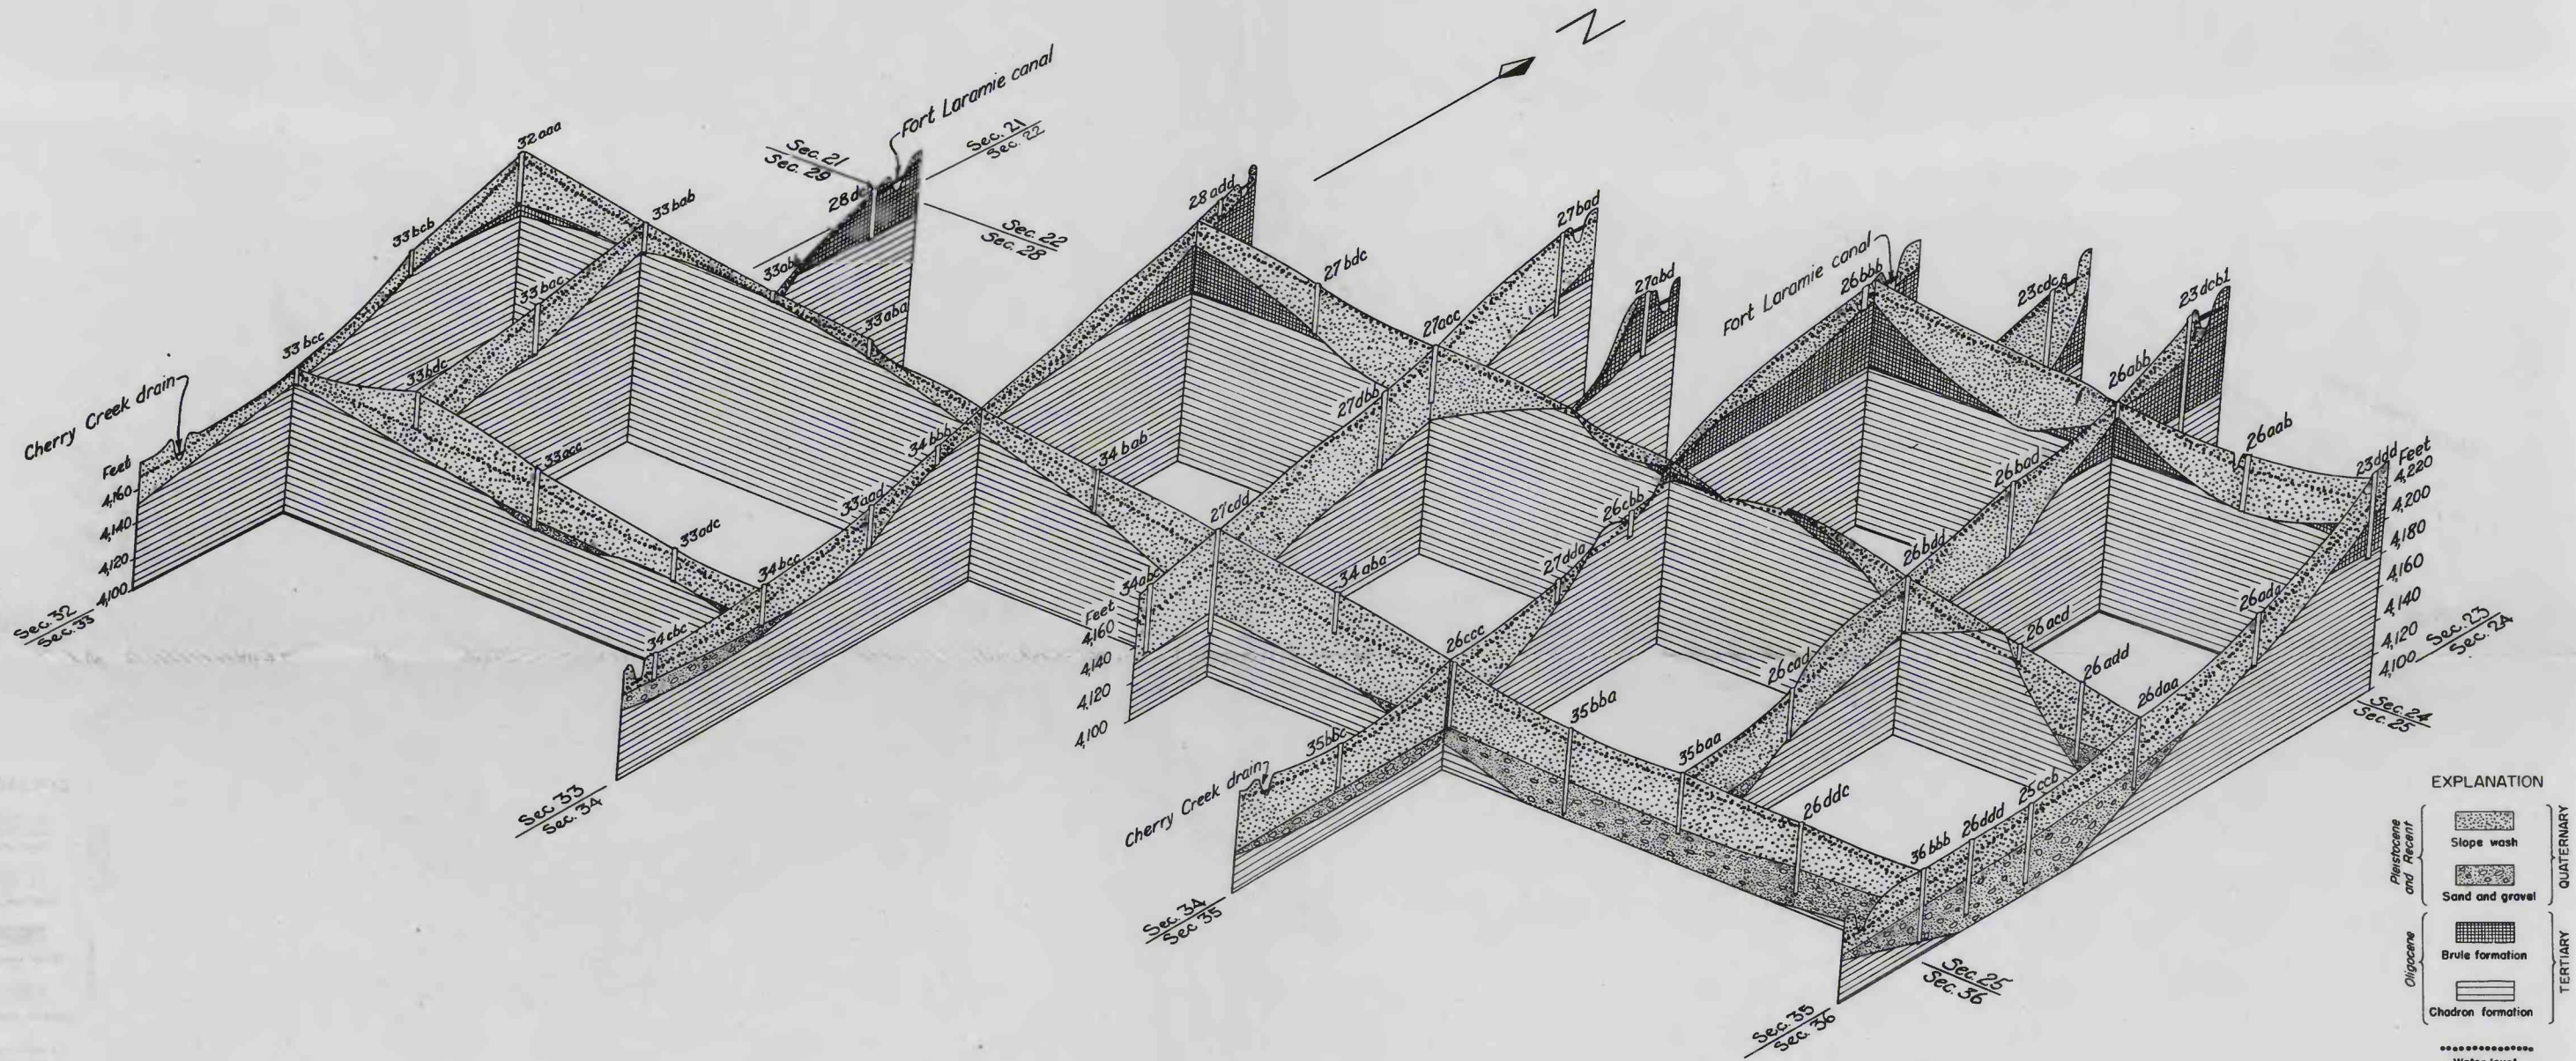 N
Fort Laramie canal
32aaa
Sec. 21
Sec. 29
Sec. 21
Sec. 22
33bcb
33bab
28dc
Sec. 22
Sec. 28
28add
27bad
33bac
33aba
27bdc
27abd
Fort Laramie canal
26bbb
23cdc
23dcb1
33bcc
33bdc
27acc
26abb
Cherry Creek drain
34bbb
27dbb
26aab
23ddd
Feet
4,160
4,140
4,120
4,100
33acc
33aad
34bab
26cbb
26bad
Feet
4,220
4,200
4,180
4,160
4,140
4,120
4,100
Sec. 32
Sec. 33
33adc
34bcc
27cdd
34aba
27dda
26bdd
26ada
Sec. 23
Sec. 24
34cbc
Feet
4,160
4,140
4,120
4,100
26ccc
26cad
26acd
26add
26daa
Sec. 24
Sec. 25
Sec. 33
Sec. 34
35bbc
35bba
35baa
Cherry Creek drain
26ddc
36bbb
26ddd
25ccb
Sec. 34
Sec 35
Sec. 25
Sec. 36
Sec. 35
Sec. 36
EXPLANATION
Pleistocene
and Recent
Slope wash
Sand and gravel
QUATERNARY
Oligocene
Brule formation
Chadron formation
TERTIARY